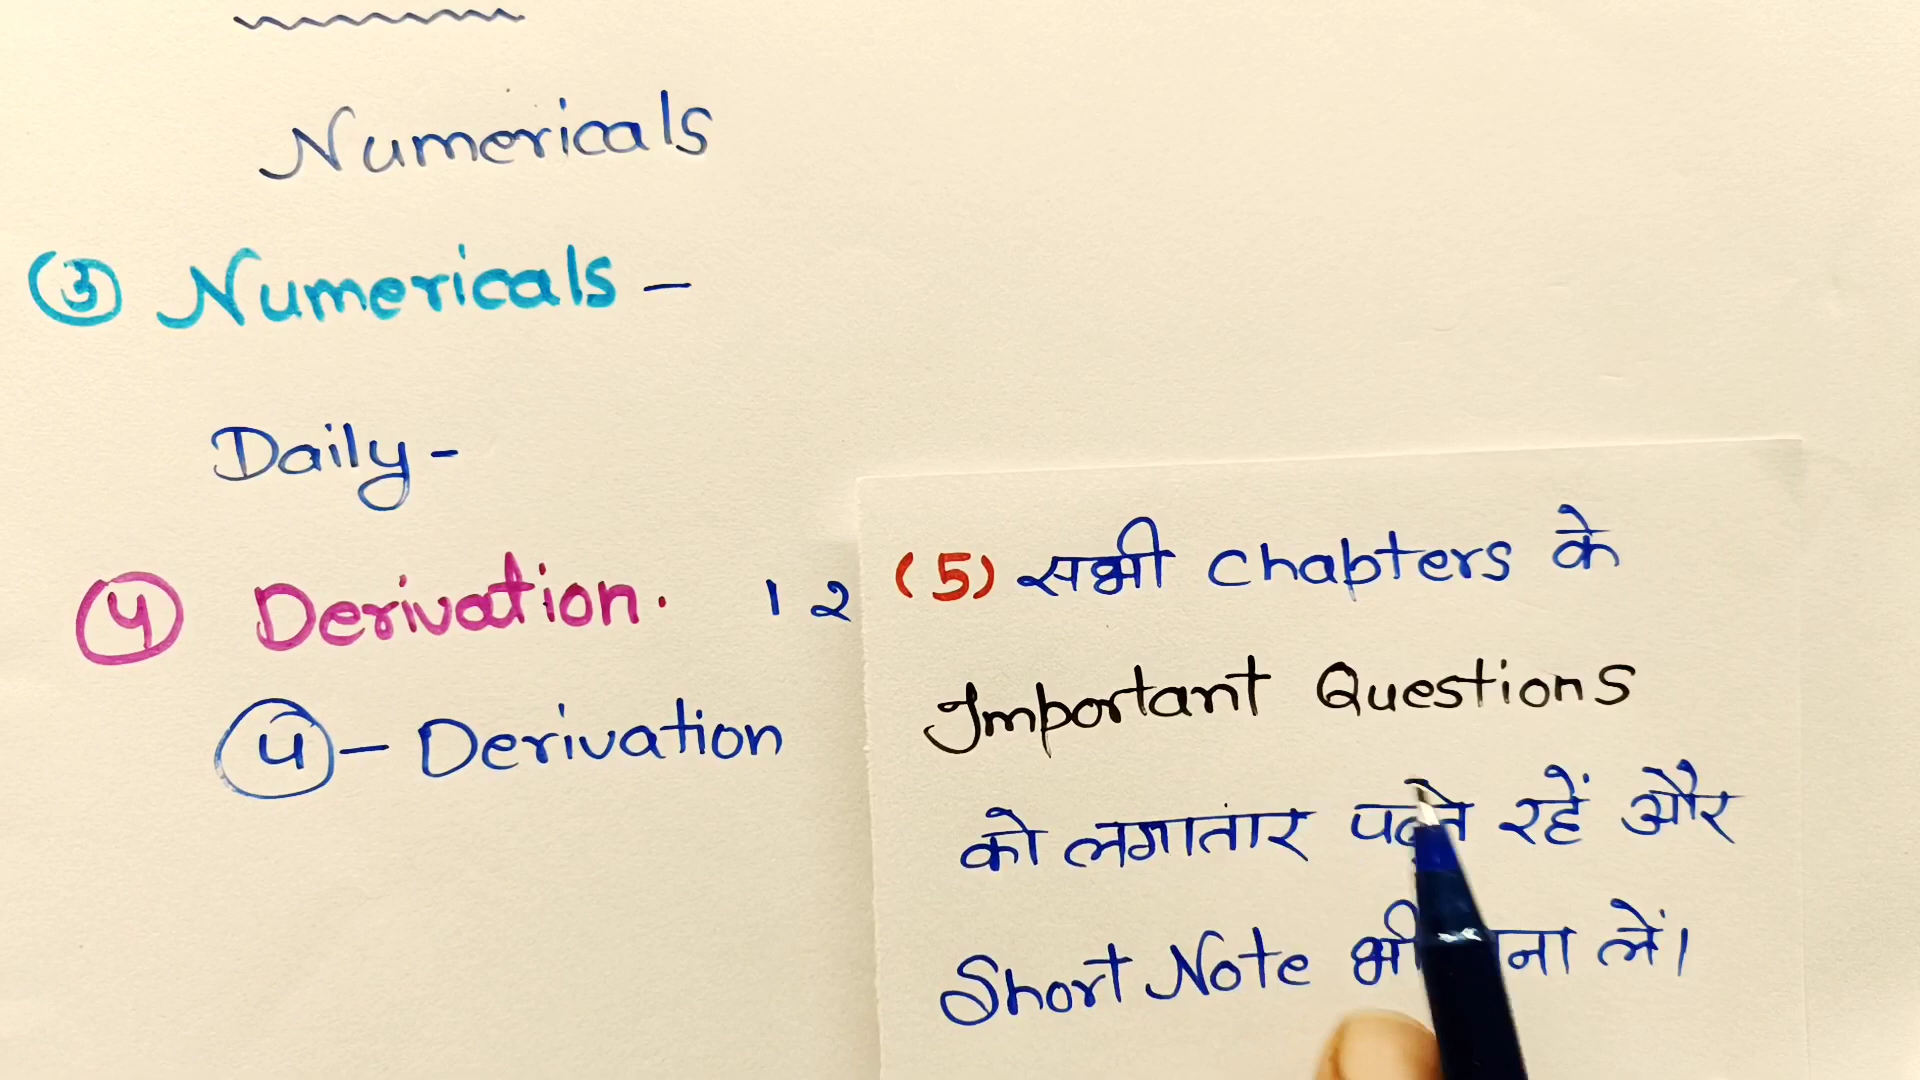 Numericals
③ Numericals -
Daily -
④ Derivation. 1 2
④ - Derivation
(5) सभी Chapters के
Important Questions
को लगातार रहें और
Short Note भी लें।